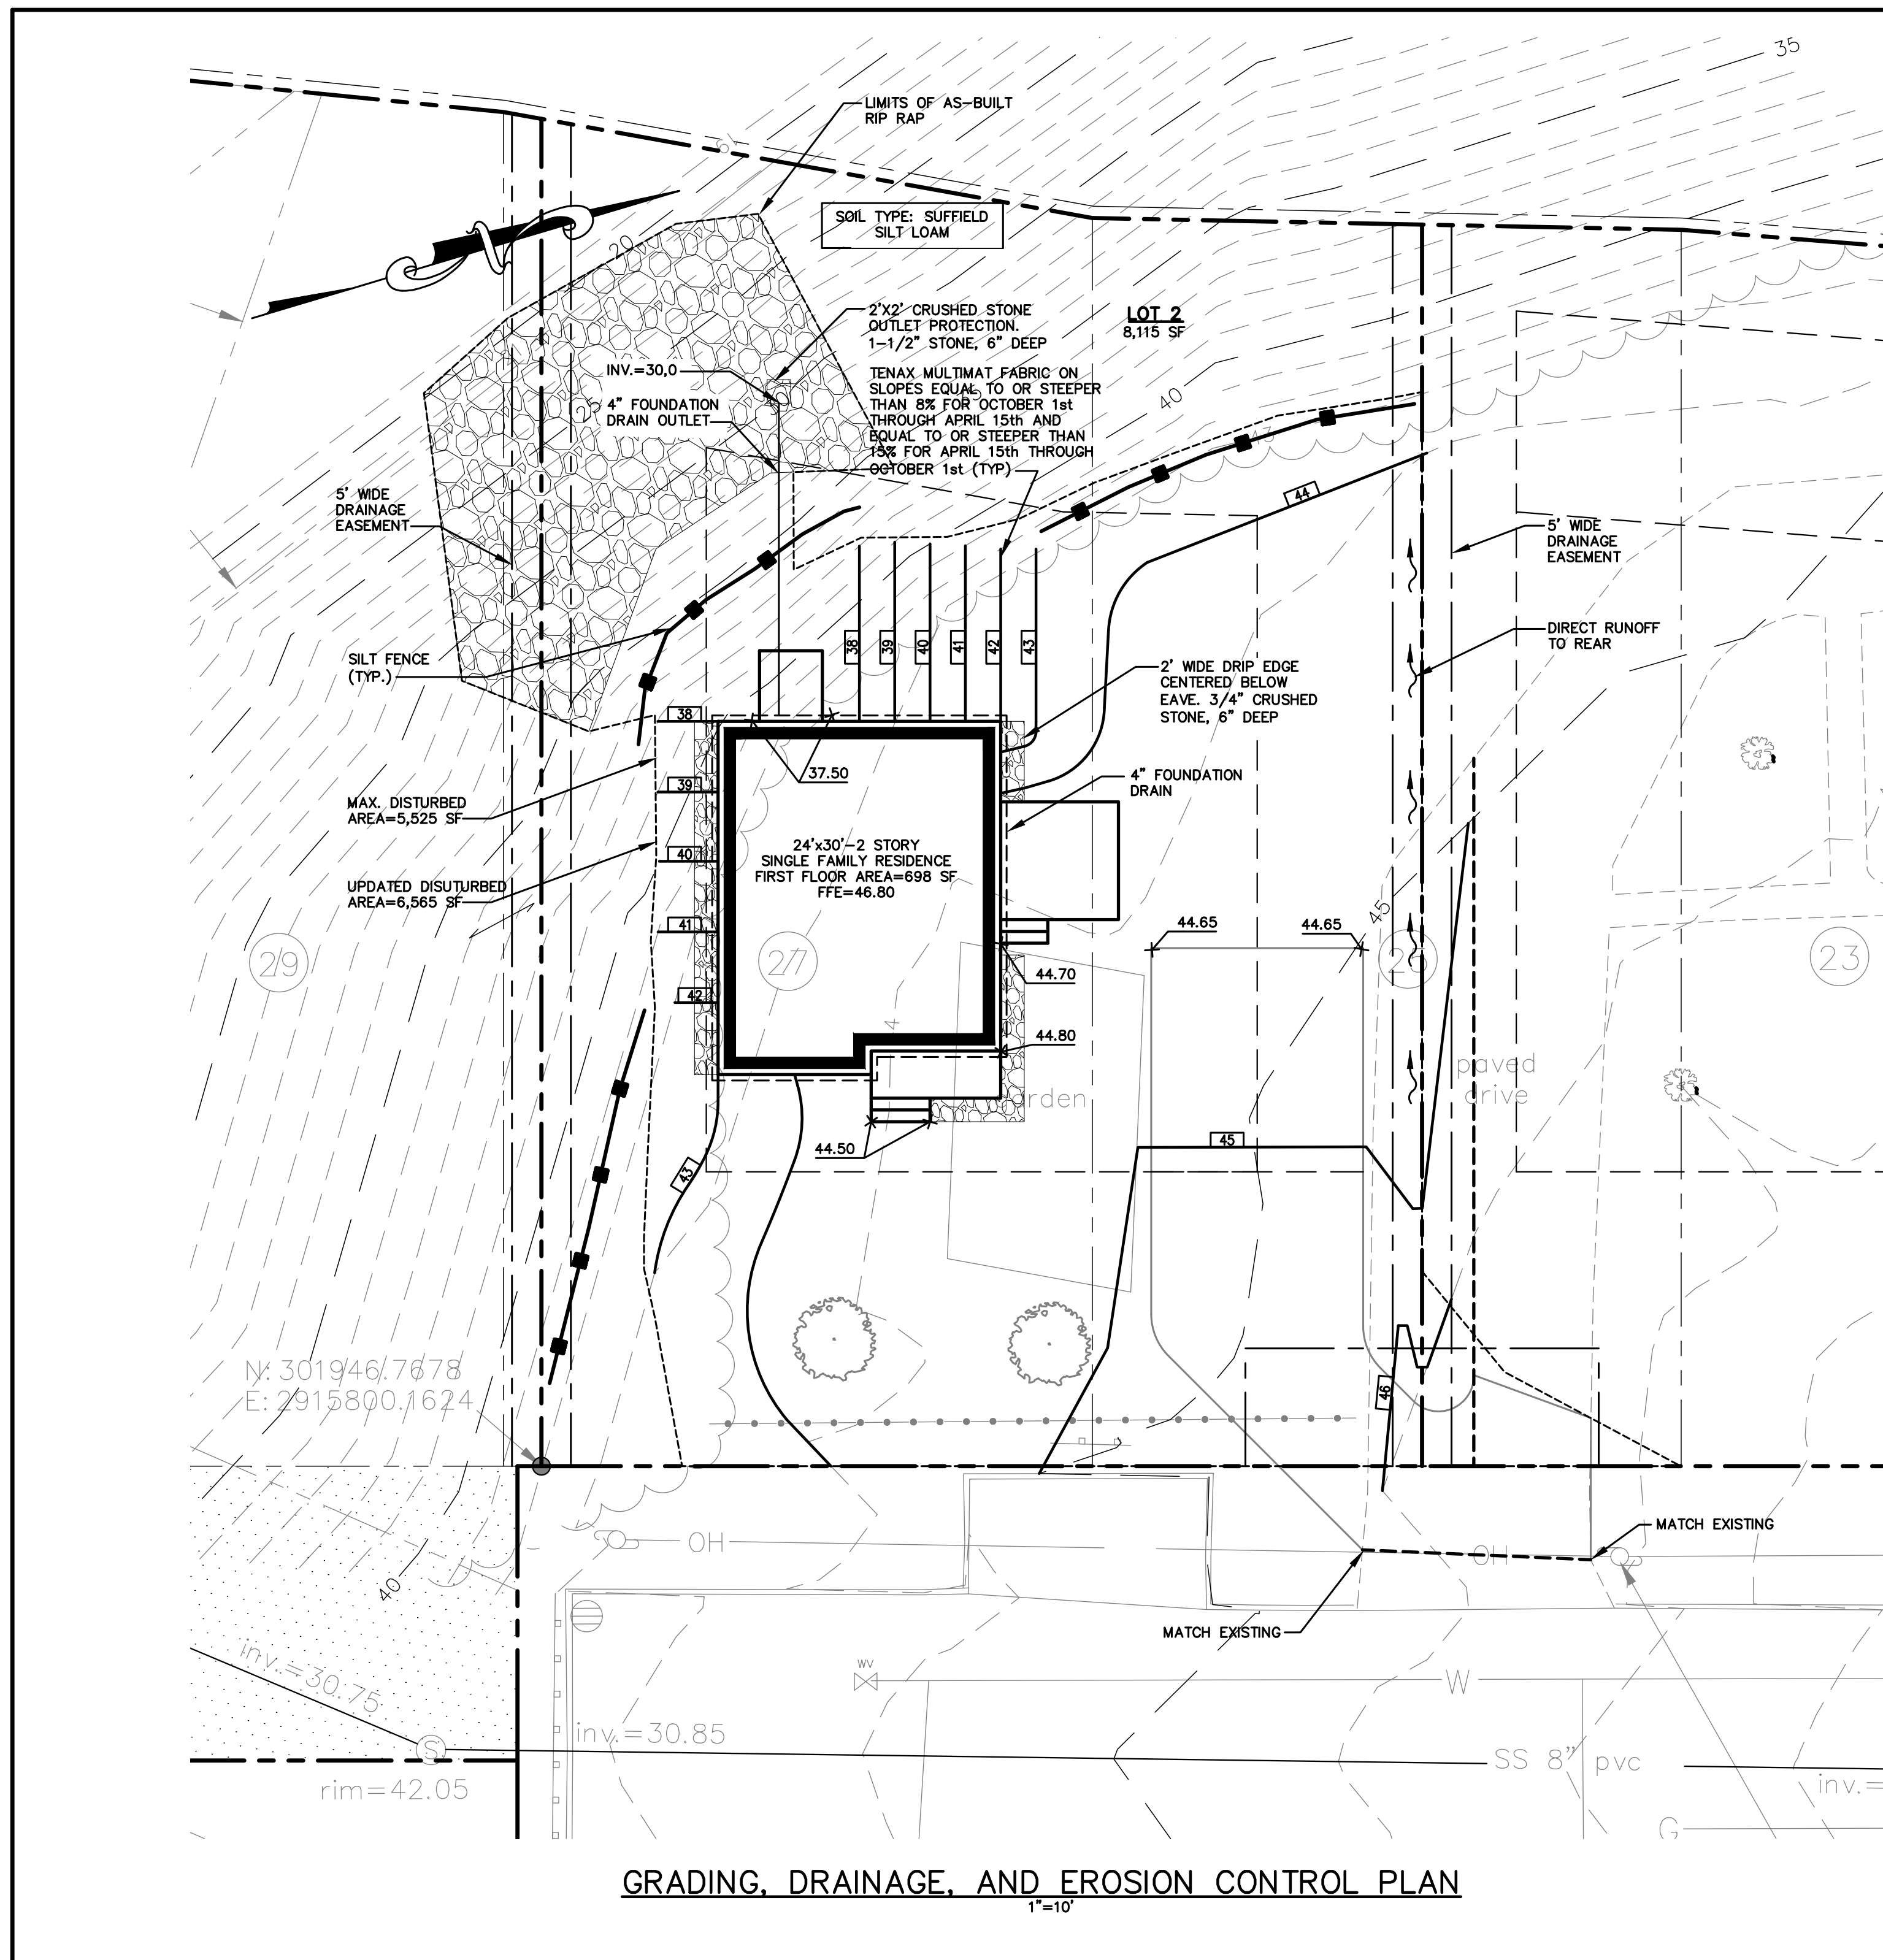 35
LIMITS OF AS-BUILT
RIP RAP
SOIL TYPE: SUFFIELD
SILT LOAM
20
2'X2' CRUSHED STONE
OUTLET PROTECTION.
1-1/2" STONE, 6" DEEP
LOT 2
8,115 SF
INV.=30,0
4" FOUNDATION
DRAIN OUTLET
25
30
TENAX MULTIMAT FABRIC ON
SLOPES EQUAL TO OR STEEPER
THAN 8% FOR OCTOBER 1st
THROUGH APRIL 15th AND
EQUAL TO OR STEEPER THAN
15% FOR APRIL 15th THROUGH
OCTOBER 1st (TYP)
40
43
44
5' WIDE
DRAINAGE
EASEMENT
5' WIDE
DRAINAGE
EASEMENT
DIRECT RUNOFF
TO REAR
SILT FENCE
(TYP.)
38
39
40
41
42
43
2' WIDE DRIP EDGE
CENTERED BELOW
EAVE. 3/4" CRUSHED
STONE, 6" DEEP
38
37.50
39
4" FOUNDATION
DRAIN
MAX. DISTURBED
AREA=5,525 SF
24'x30'-2 STORY
SINGLE FAMILY RESIDENCE
FIRST FLOOR AREA=698 SF
FFE=46.80
40
UPDATED DISUTURBED
AREA=6,565 SF
41
45
44.65
44.65
219
217
23
44.70
42
44.80
paved
drive
arden
44.50
45
43
46
N: 301946.7678
E: 2915800.1624
MATCH EXISTING
OH
OH
40
MATCH EXISTING
inv.=30.75
WV
W
inv.=30.85
S
SS 8" pvc
rim=42.05
inv.=
G
GRADING, DRAINAGE, AND EROSION CONTROL PLAN
1"=10'